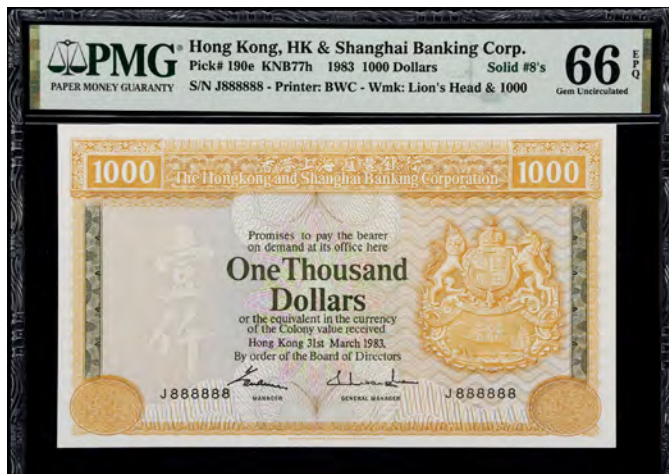 PMG
PAPER MONEY GUARANTY
Hong Kong, HK & Shanghai Banking Corp.
Pick# 190e KNB77h 1983 1000 Dollars Solid #8's
S/N J888888 - Printer: BWC - Wmk: Lion's Head & 1000
66
EPQ
Gem Uncirculated
1000
香港上海滙豐銀行
The Hongkong and Shanghai Banking Corporation
1000
壹仟
Promises to pay the bearer
on demand at its office here
One Thousand
Dollars
or the equivalent in the currency
of the Colony value received
Hong Kong 31st March 1983.
By order of the Board of Directors
J888888
MANAGER
GENERAL MANAGER
J888888